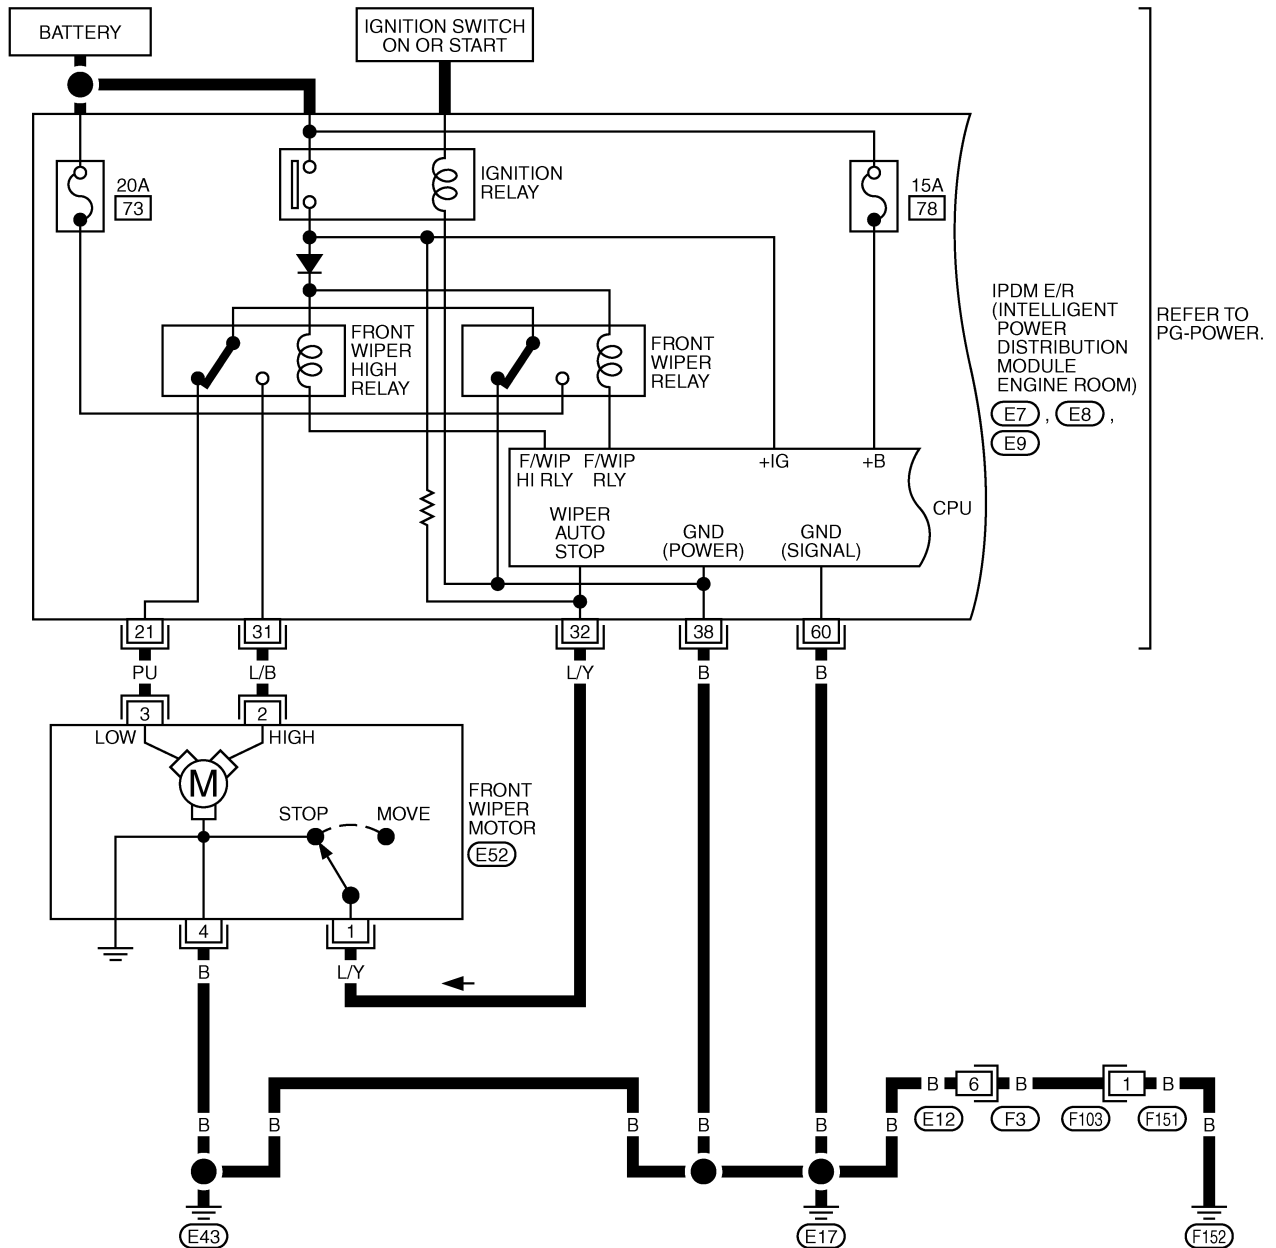 BATTERY
IGNITION SWITCH
ON OR START
20A
73
IGNITION
RELAY
15A
78
IPDM E/R
(INTELLIGENT
POWER
DISTRIBUTION
MODULE
ENGINE ROOM)
E7 , E8 ,
E9
REFER TO
PG-POWER.
FRONT
WIPER
HIGH
RELAY
FRONT
WIPER
RELAY
F/WIP
HI RLY
F/WIP
RLY
+IG
+B
CPU
WIPER
AUTO
STOP
GND
(POWER)
GND
(SIGNAL)
21
31
32
38
60
PU
L/B
L/Y
B
B
3
2
LOW
HIGH
M
STOP
MOVE
FRONT
WIPER
MOTOR
E52
4
1
B
L/Y
B
6
B
1
B
E12
F3
F103
F151
B
B
B
B
B
B
B
E43
E17
F152